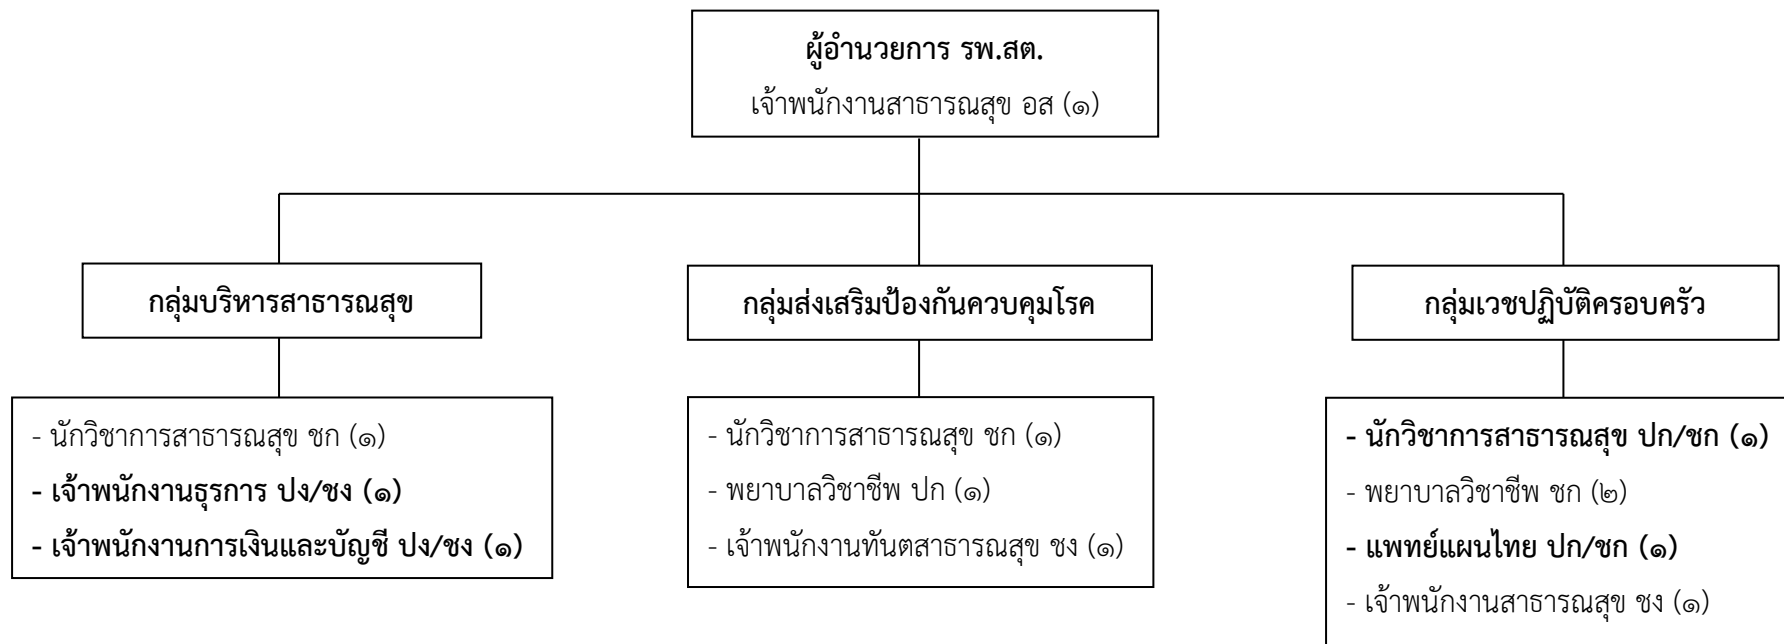 ผู้อำนวยการ รพ.สต.
เจ้าพนักงานสาธารณสุข อส (๑)
กลุ่มบริหารสาธารณสุข
- นักวิชาการสาธารณสุข ชก (๑)
- เจ้าพนักงานธุรการ ปง/ชง (๑)
- เจ้าพนักงานการเงินและบัญชี ปง/ชง (๑)
กลุ่มส่งเสริมป้องกันควบคุมโรค
- นักวิชาการสาธารณสุข ชก (๑)
- พยาบาลวิชาชีพ ปก (๑)
- เจ้าพนักงานทันตสาธารณสุข ชง (๑)
กลุ่มเวชปฏิบัติครอบครัว
- นักวิชาการสาธารณสุข ปก/ชก (๑)
- พยาบาลวิชาชีพ ชก (๒)
- แพทย์แผนไทย ปก/ชก (๑)
- เจ้าพนักงานสาธารณสุข ชง (๑)